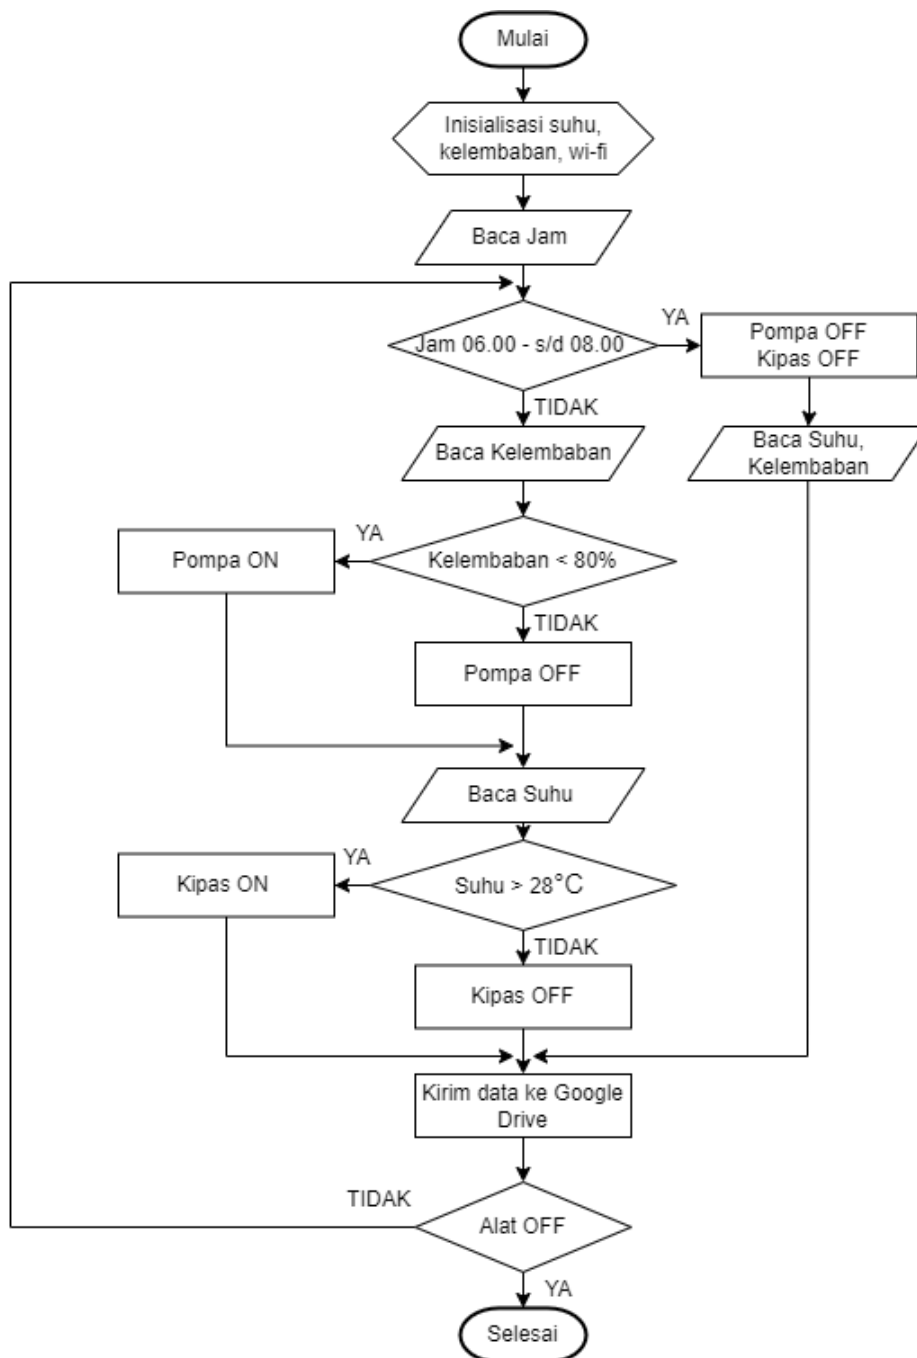 Mulai
Inisialisasi suhu,
kelembaban, wi-fi
Baca Jam
Jam 06.00 - s/d 08.00
YA
Pompa OFF
Kipas OFF
TIDAK
Baca Kelembaban
Baca Suhu,
Kelembaban
YA
Pompa ON
Kelembaban < 80%
TIDAK
Pompa OFF
Baca Suhu
YA
Kipas ON
Suhu > 28°C
TIDAK
Kipas OFF
Kirim data ke Google
Drive
TIDAK
Alat OFF
YA
Selesai